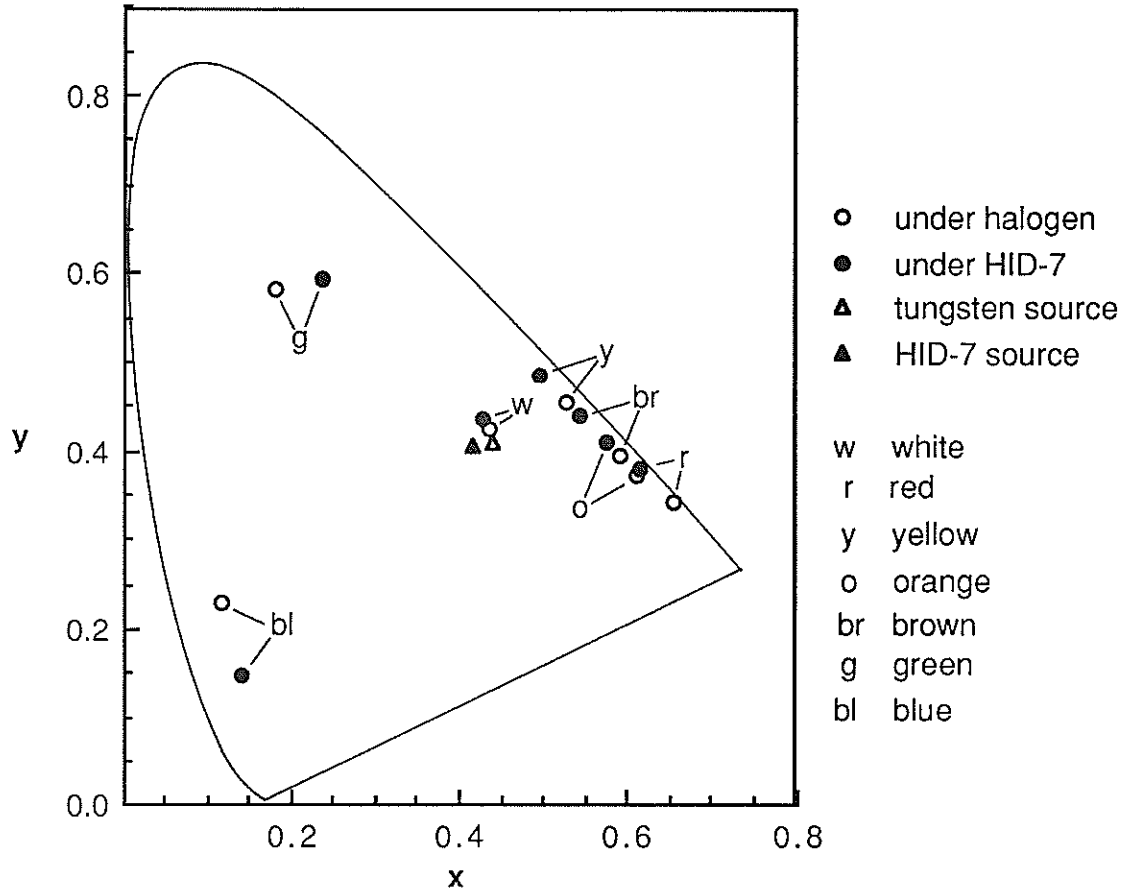 0.8
0.6
0.4
0.2
0.0
y
0.2 0.4 0.6 0.8
x
g
bl
w
y
br
r
o
under halogen
under HID-7
tungsten source
HID-7 source
w white
r red
y yellow
o orange
br brown
g green
bl blue